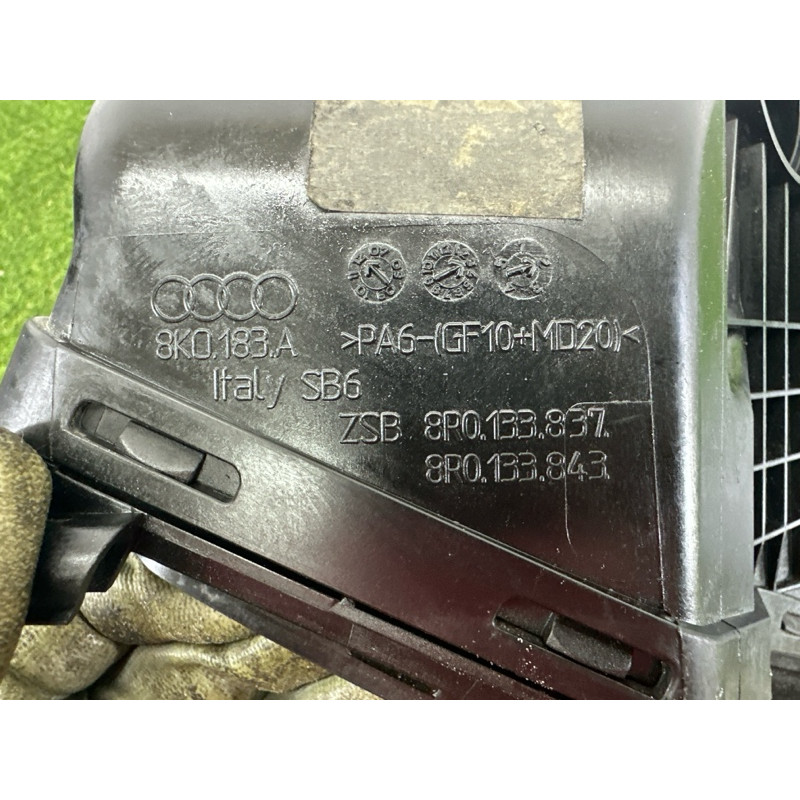 8K0.183.A
>PA6-(GF10+MD20)<
Italy SB6
ZSB 8R0.133.837.
8R0.133.843.